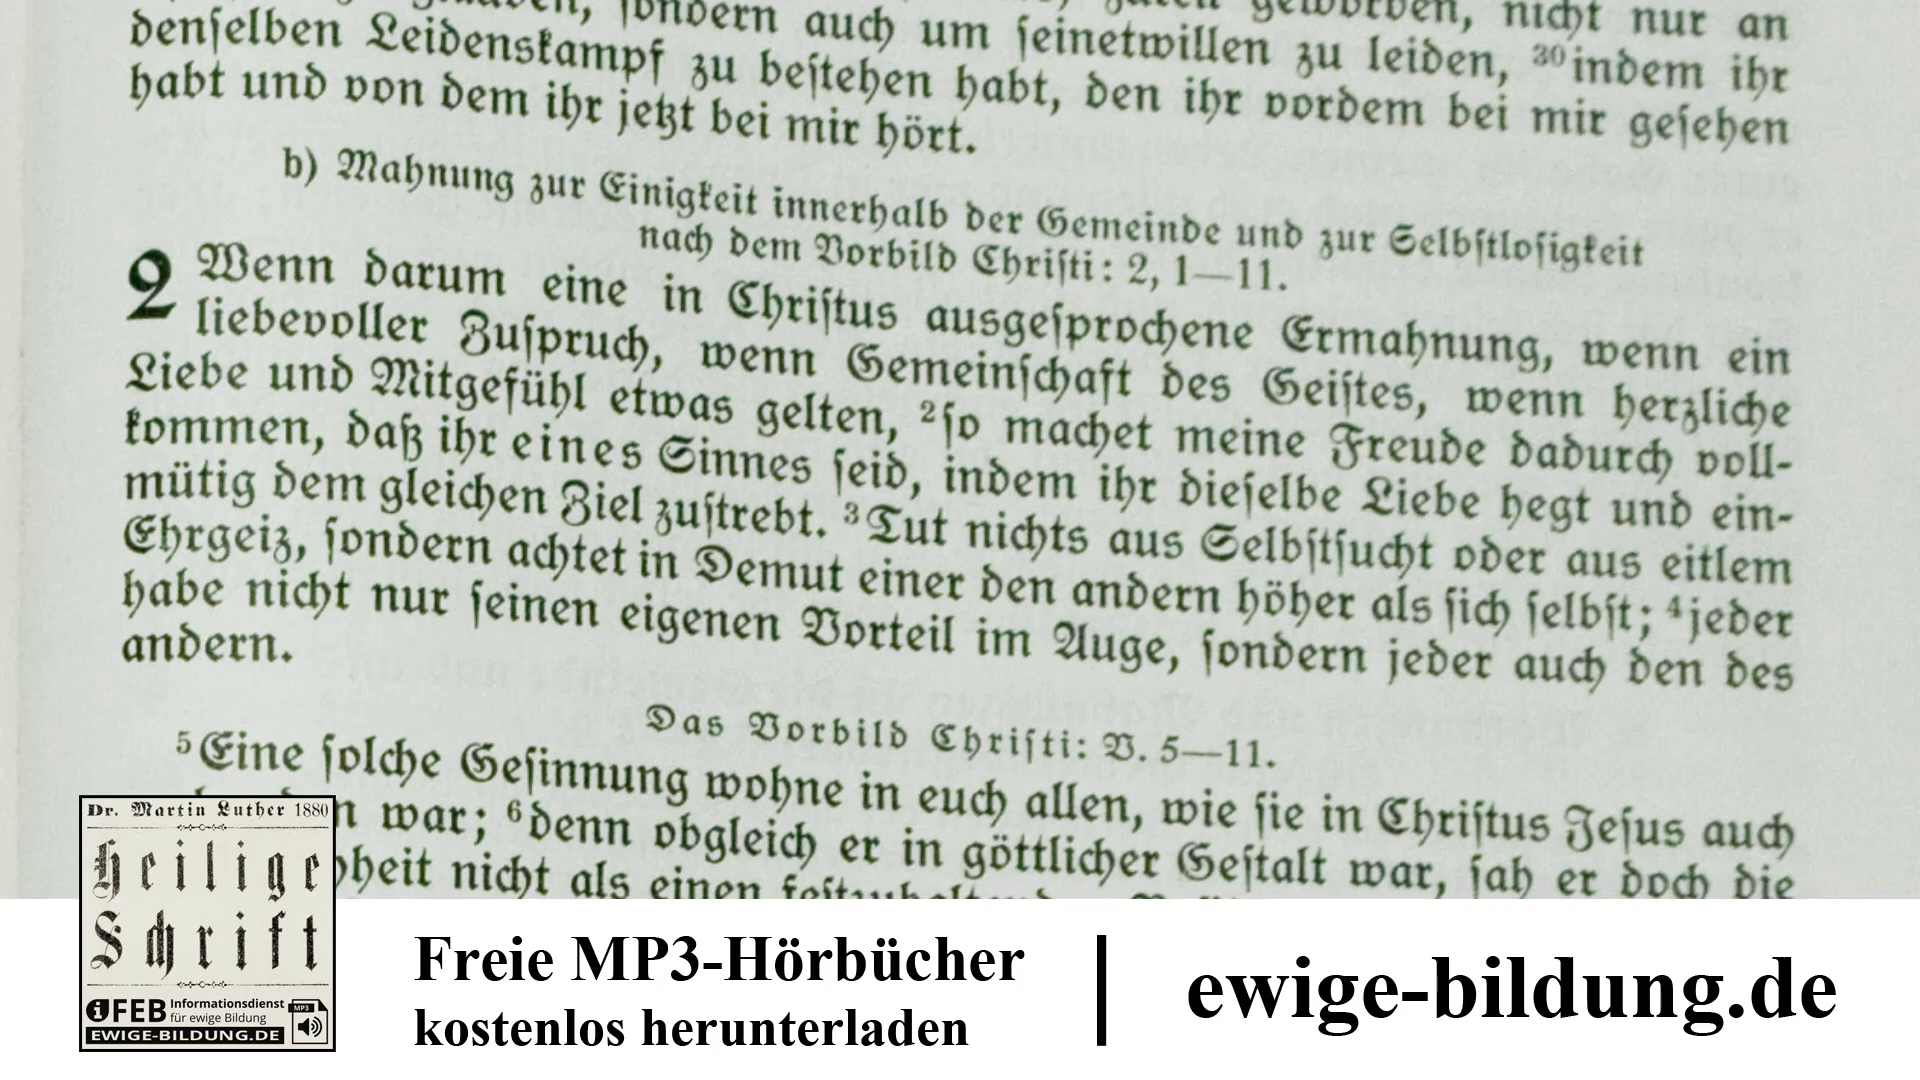 sondern auch um seinetwillen zu leiden, ³⁰indem ihr
denselben Leidenskampf zu bestehen habt, den ihr vordem bei mir gesehen
habt und von dem ihr jetzt bei mir hört.
b) Mahnung zur Einigkeit innerhalb der Gemeinde und zur Selbstlosigkeit
nach dem Vorbild Christi: 2, 1—11.
2 Wenn darum eine in Christus ausgesprochene Ermahnung, wenn ein
liebevoller Zuspruch, wenn Gemeinschaft des Geistes, wenn herzliche
Liebe und Mitgefühl etwas gelten, ²so machet meine Freude dadurch voll-
kommen, daß ihr eines Sinnes seid, indem ihr dieselbe Liebe hegt und ein-
mütig dem gleichen Ziel zustrebt. ³Tut nichts aus Selbstsucht oder aus eitlem
Ehrgeiz, sondern achtet in Demut einer den andern höher als sich selbst; ⁴jeder
habe nicht nur seinen eigenen Vorteil im Auge, sondern jeder auch den des
andern.
Das Vorbild Christi: V. 5—11.
⁵Eine solche Gesinnung wohne in euch allen, wie sie in Christus Jesus auch
war; ⁶denn obgleich er in göttlicher Gestalt war, sah er doch die
nicht als einen
Dr. Martin Luther 1880
Heilige
Schrift
FEB Informationsdienst
für ewige Bildung
MP3
EWIGE-BILDUNG.DE
Freie MP3-Hörbücher
kostenlos herunterladen
ewige-bildung.de